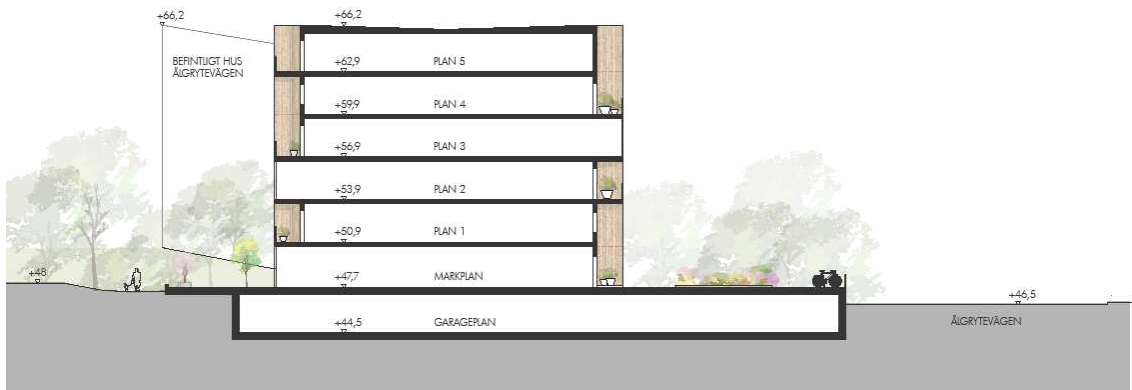 +66,2
+66,2
BEFINTLIGT HUS
ÄLGRYTEVÄGEN
+62,9 PLAN 5
+59,9 PLAN 4
+56,9 PLAN 3
+53,9 PLAN 2
+50,9 PLAN 1
+48
+47,7 MARKPLAN
+46,5
+44,5 GARAGEPLAN
ÄLGRYTEVÄGEN